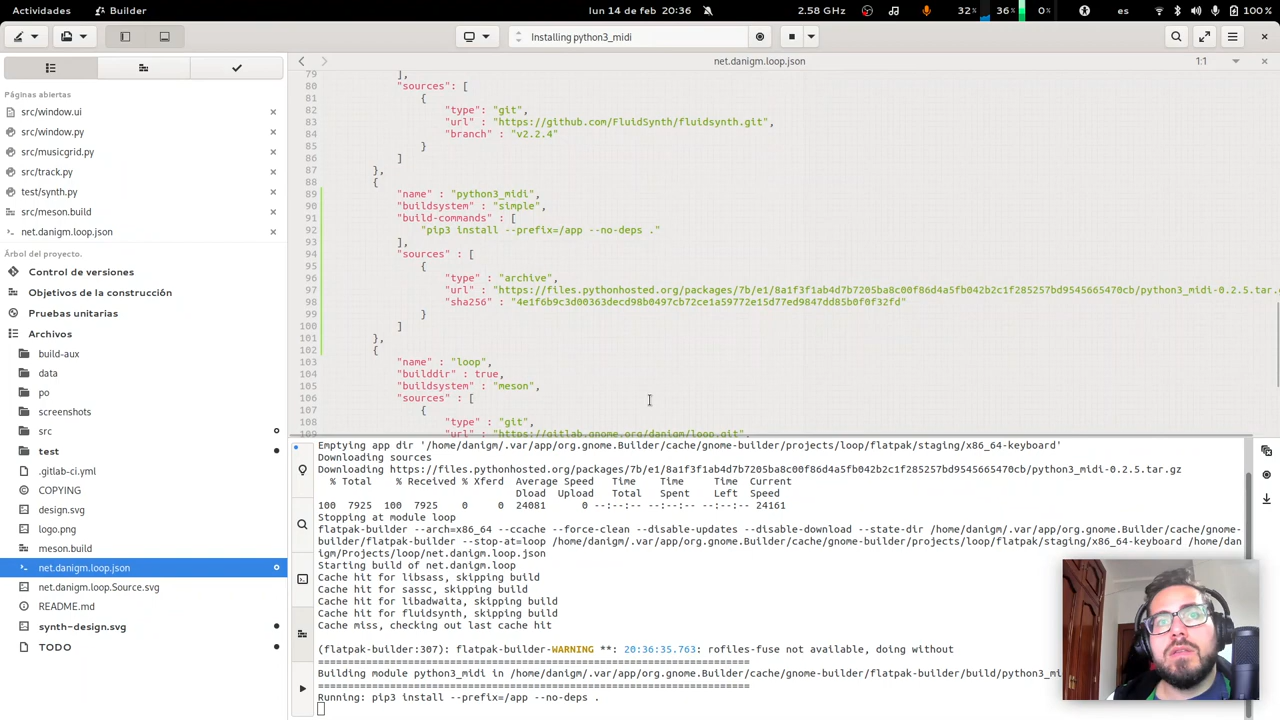 Actividades
Builder
lun 14 de feb 20:36
2.58 GHz
32%
36%
0%
es
100 %
Installing python3_midi
net.danigm.loop.json
1:1
Páginas abiertas
src/window.ui
src/window.py
src/musicgrid.py
src/track.py
test/synth.py
src/meson.build
net.danigm.loop.json
Árbol del proyecto.
Control de versiones
Objetivos de la construcción
Pruebas unitarias
Archivos
build-aux
data
po
screenshots
src
test
.gitlab-ci.yml
COPYING
design.svg
logo.png
meson.build
net.danigm.loop.json
net.danigm.loop.Source.svg
README.md
synth-design.svg
TODO
79 ],
80 "sources": [
81 {
82 "type": "git",
83 "url" : "https://github.com/FluidSynth/fluidsynth.git",
84 "branch" : "v2.2.4"
85 }
86 ]
87 },
88 {
89 "name" : "python3_midi",
90 "buildsystem" : "simple",
91 "build-commands" : [
92 "pip3 install --prefix=/app --no-deps ."
93 ],
94 "sources" : [
95 {
96 "type" : "archive",
97 "url" : "https://files.pythonhosted.org/packages/7b/e1/8a1f3f1ab4d7b7205ba8c00f86d4a5fb042b2c1f285257bd9545665470cb/python3_midi-0.2.5.tar.
98 "sha256" : "4e1f6b9c3d00363decd98b0497cb72ce1a59772e15d77ed9847dd85b0f0f32fd"
99 }
100 ]
101 },
102 {
103 "name" : "loop",
104 "builddir" : true,
105 "buildsystem" : "meson",
106 "sources" : [
107 {
108 "type" : "git",
109 "url" : "https://gitlab.gnome.org/danigm/loop.git",
Emptying app dir '/home/danigm/.var/app/org.gnome.Builder/cache/gnome-builder/projects/loop/flatpak/staging/x86_64-keyboard'
Downloading sources
Downloading https://files.pythonhosted.org/packages/7b/e1/8a1f3f1ab4d7b7205ba8c00f86d4a5fb042b2c1f285257bd9545665470cb/python3_midi-0.2.5.tar.gz
% Total % Received % Xferd Average Speed Time Time Time Current
Dload Upload Total Spent Left Speed
100 7925 100 7925 0 0 24081 0 --:--:-- --:--:-- --:--:-- 24161
Stopping at module loop
flatpak-builder --arch=x86_64 --ccache --force-clean --disable-updates --disable-download --state-dir /home/danigm/.var/app/org.gnome.Builder/cache/gnome-
builder/flatpak-builder --stop-at=loop /home/danigm/.var/app/org.gnome.Builder/cache/gnome-builder/projects/loop/flatpak/staging/x86_64-keyboard /home/dan
igm/Projects/loop/net.danigm.loop.json
Starting build of net.danigm.loop
Cache hit for libsass, skipping build
Cache hit for sassc, skipping build
Cache hit for libadwaita, skipping build
Cache hit for fluidsynth, skipping build
Cache miss, checking out last cache hit
(flatpak-builder:307): flatpak-builder-WARNING **: 20:36:35.763: rofiles-fuse not available, doing without
========================================================================
Building module python3_midi in /home/danigm/.var/app/org.gnome.Builder/cache/gnome-builder/flatpak-builder/build/python3_mi
========================================================================
Running: pip3 install --prefix=/app --no-deps .